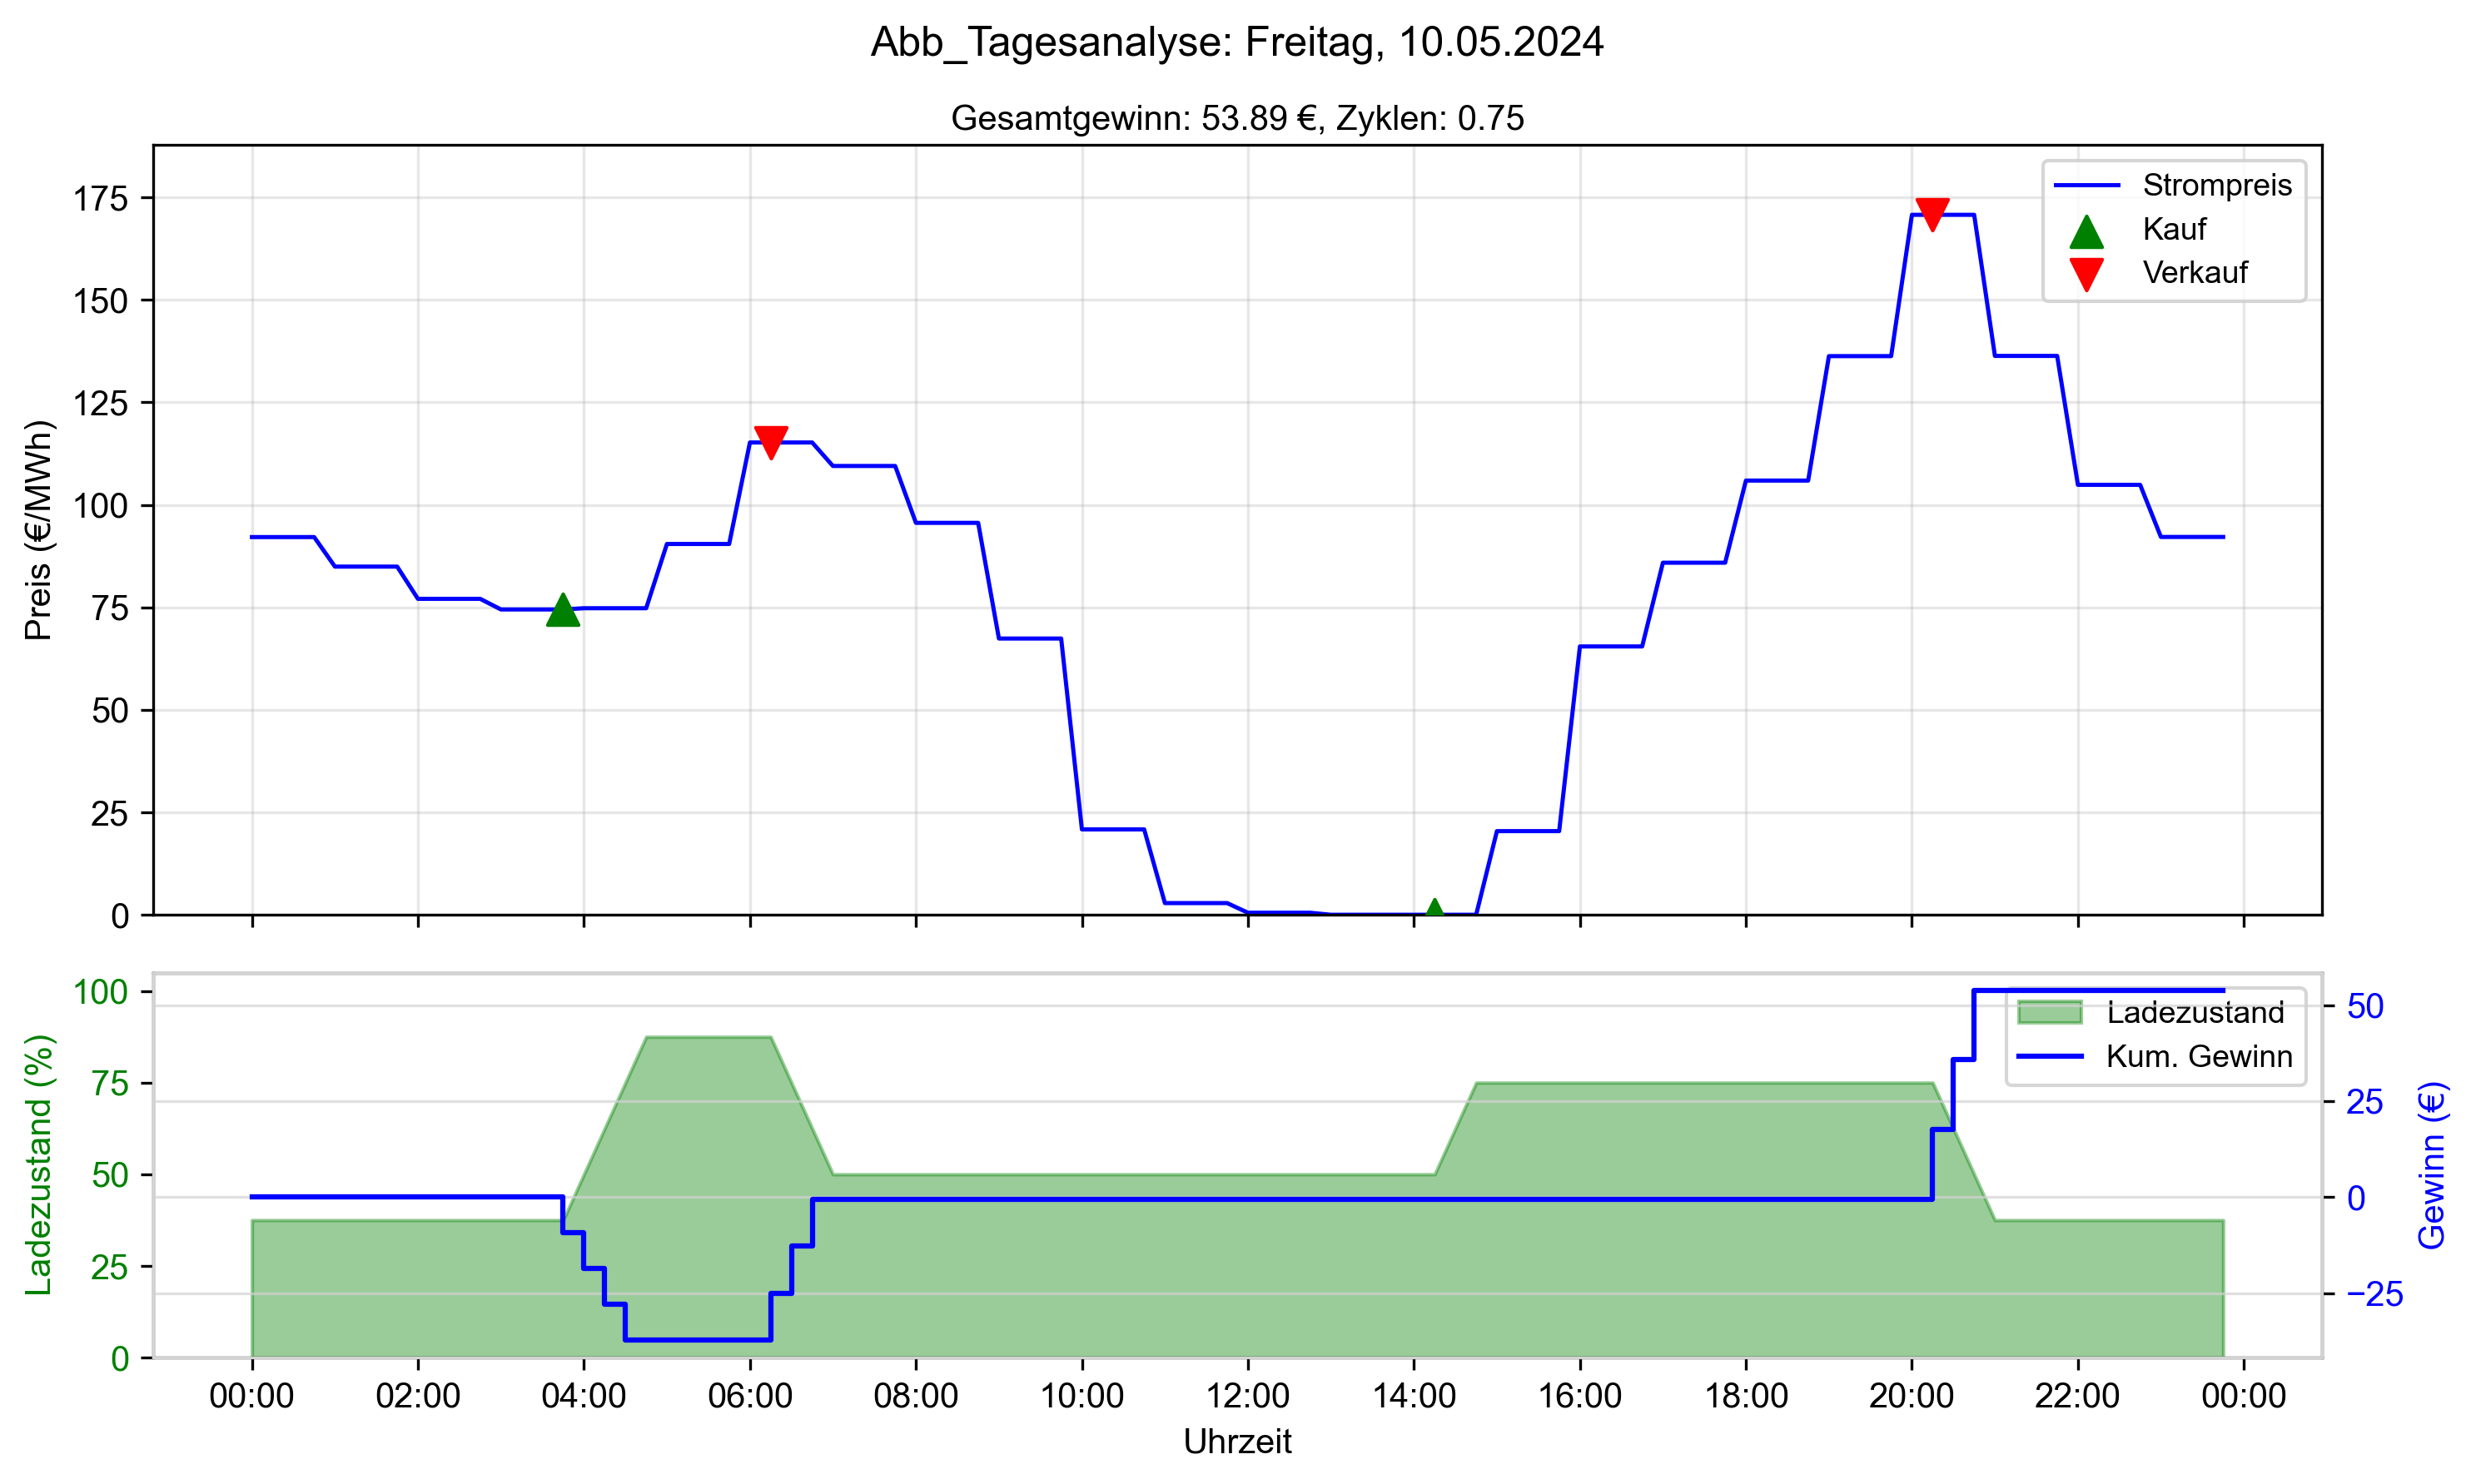 Abb_Tagesanalyse: Freitag, 10.05.2024
Gesamtgewinn: 53.89 €, Zyklen: 0.75
Preis (€/MWh)
175
150
125
100
75
50
25
0
Strompreis
Kauf
Verkauf
Ladezustand (%)
100
75
50
25
0
Ladezustand
Kum. Gewinn
50
25
0
−25
Gewinn (€)
00:00 02:00 04:00 06:00 08:00 10:00 12:00 14:00 16:00 18:00 20:00 22:00 00:00
Uhrzeit